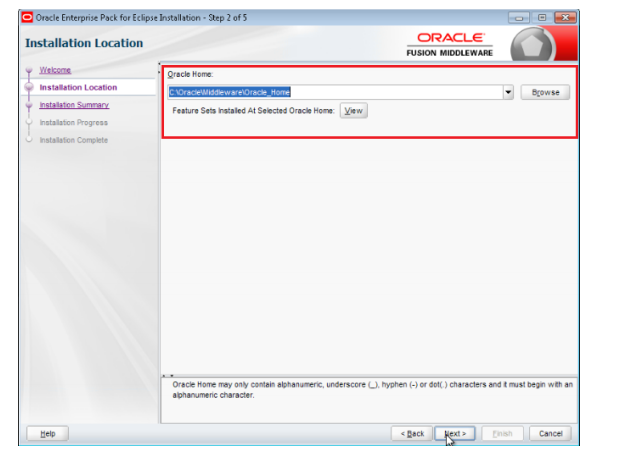 Oracle Enterprise Pack for Eclipse Installation - Step 2 of 5
Installation Location
ORACLE
FUSION MIDDLEWARE
Welcome
Installation Location
Installation Summary
Installation Progress
Installation Complete
Oracle Home:
C:\Oracle\Middleware\Oracle_Home
Browse
Feature Sets Installed At Selected Oracle Home:
View
Oracle Home may only contain alphanumeric, underscore (_), hyphen (-) or dot(.) characters and it must begin with an
alphanumeric character.
Help
< Back
Next >
Finish
Cancel